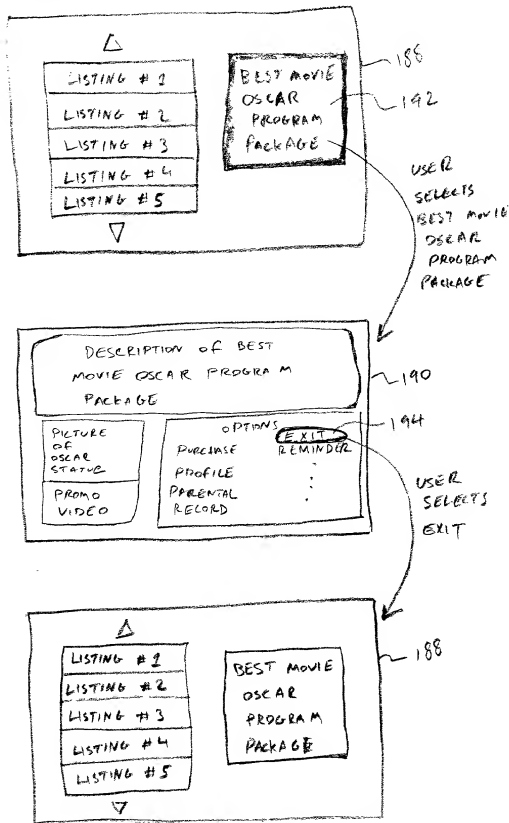 LISTING # 1
LISTING # 2
LISTING # 3
LISTING # 4
LISTING # 5
BEST MOVIE
OSCAR
PROGRAM
PACKAGE
188
192
USER
SELECTS
BEST MOVIE
OSCAR
PROGRAM
PACKAGE
DESCRIPTION OF BEST
MOVIE OSCAR PROGRAM
PACKAGE
190
PICTURE
OF
OSCAR
STATUE
PROMO
VIDEO
OPTIONS
EXIT
PURCHASE REMINDER
PROFILE
PARENTAL
RECORD
194
USER
SELECTS
EXIT
LISTING # 1
LISTING # 2
LISTING # 3
LISTING # 4
LISTING # 5
BEST MOVIE
OSCAR
PROGRAM
PACKAGE
188